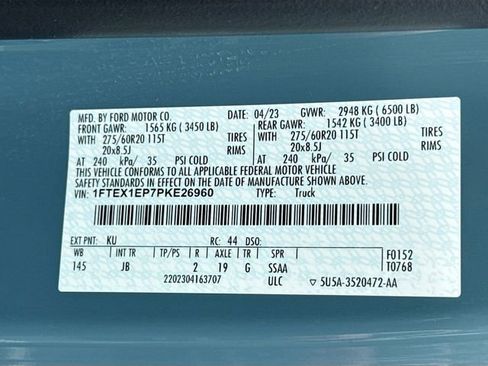 MFD. BY FORD MOTOR CO. DATE: 04/23 GVWR: 2948 KG (6500 LB)
FRONT GAWR: 1565 KG (3450 LB) REAR GAWR: 1542 KG (3400 LB)
WITH 275/60R20 115T TIRES WITH 275/60R20 115T TIRES
20x8.5J RIMS 20x8.5J RIMS
AT 240 kPa/ 35 PSI COLD AT 240 kPa/ 35 PSI COLD
THIS VEHICLE CONFORMS TO ALL APPLICABLE FEDERAL MOTOR VEHICLE
SAFETY STANDARDS IN EFFECT ON THE DATE OF MANUFACTURE SHOWN ABOVE.
VIN: 1FTEX1EP7PKE26960 TYPE: Truck
EXT PNT: KU RC: 44 DSO: F0152
WB INT TR TP/PS R AXLE TR SPR T0768
145 JB 2 19 G SSAA
2202304163707 ULC 5U5A-3520472-AA